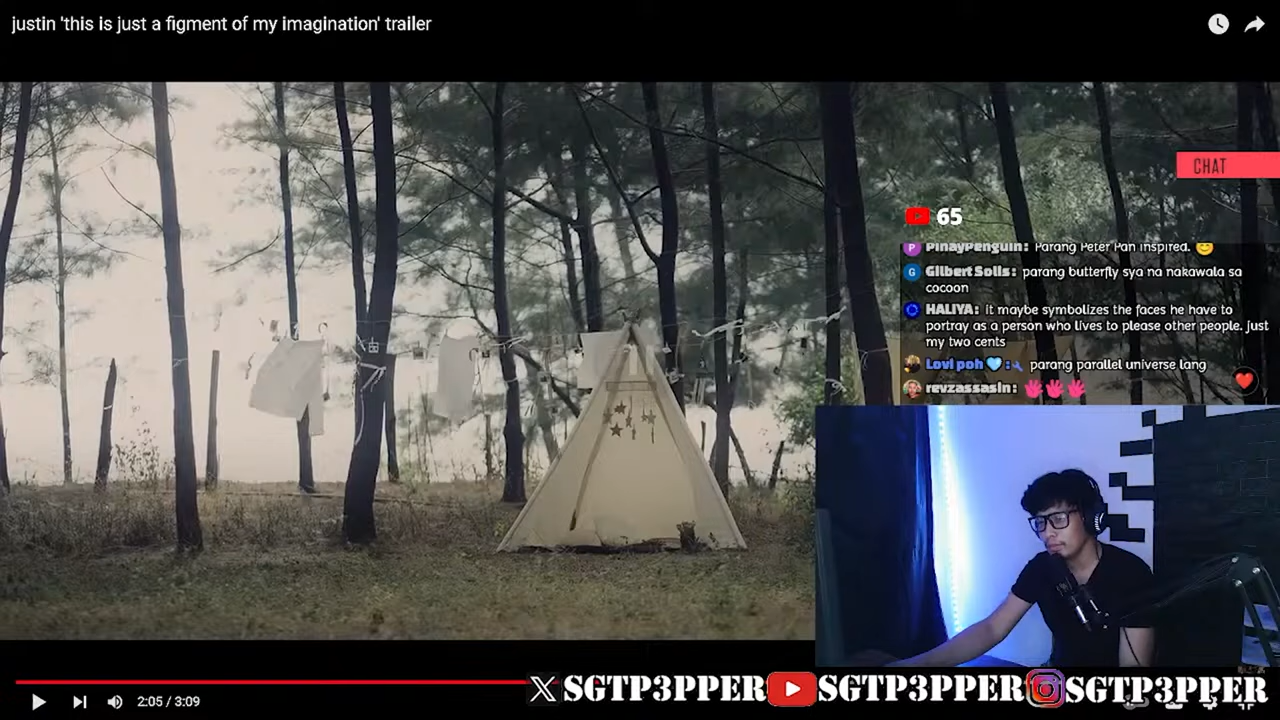 justin 'this is just a figment of my imagination' trailer
CHAT
65
P PinayPenguin: Parang Peter Pan inspired.
G Gilbert Solis: parang butterfly sya na nakawala sa
cocoon
HALIYA: it maybe symbolizes the faces he have to
portray as a person who lives to please other people. just
my two cents
Lovi poh: parang parallel universe lang
revzassasin:
2:05 / 3:09
SGTP3PPER SGTP3PPER SGTP3PPER